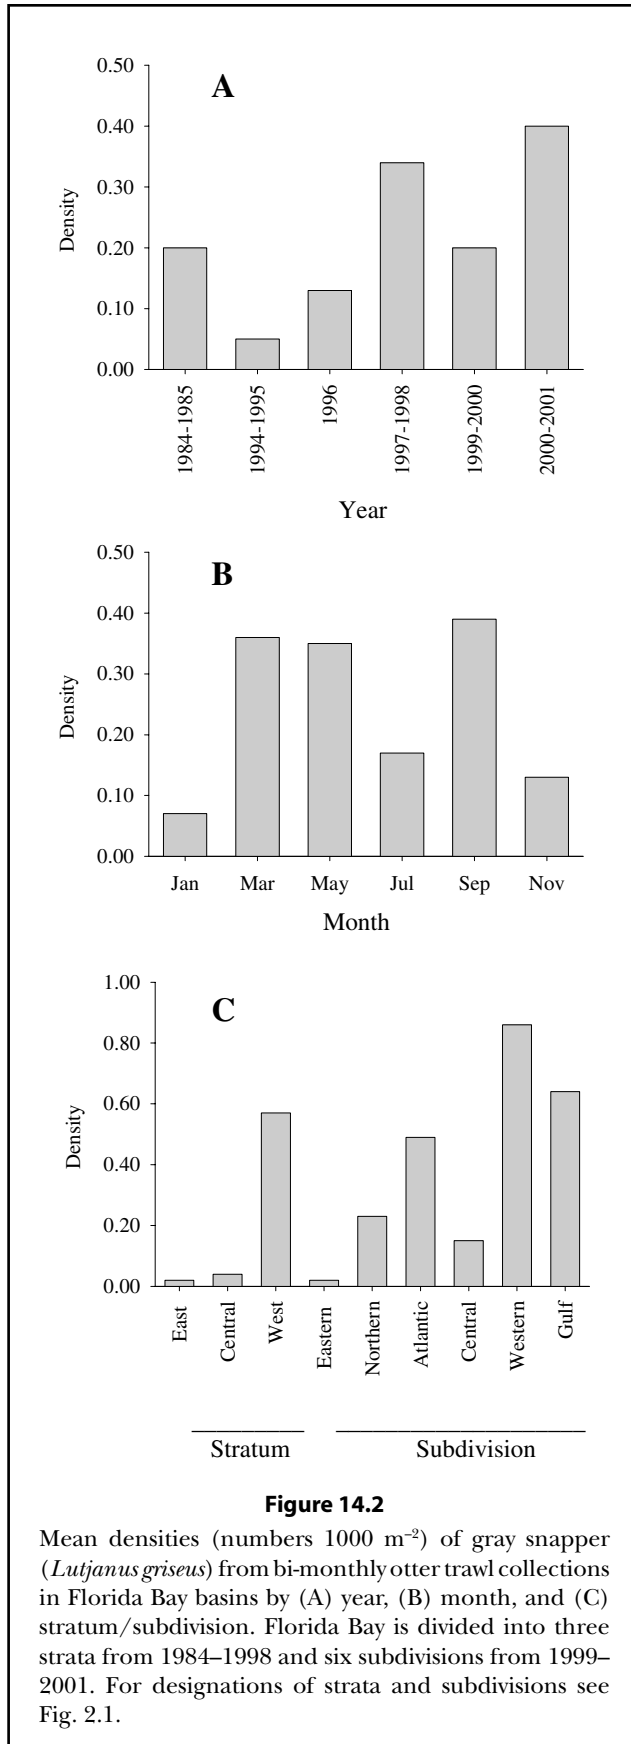 A
0.50
0.40
0.30
0.20
0.10
0.00
Density
1984-1985
1994-1995
1996
1997-1998
1999-2000
2000-2001
Year
B
0.50
0.40
0.30
0.20
0.10
0.00
Density
Jan Mar May Jul Sep Nov
Month
C
1.00
0.80
0.60
0.40
0.20
0.00
Density
East
Central
West
Eastern
Northern
Atlantic
Central
Western
Gulf
Stratum Subdivision
Figure 14.2
Mean densities (numbers 1000 m⁻²) of gray snapper
(Lutjanus griseus) from bi-monthly otter trawl collections
in Florida Bay basins by (A) year, (B) month, and (C)
stratum/subdivision. Florida Bay is divided into three
strata from 1984–1998 and six subdivisions from 1999–
2001. For designations of strata and subdivisions see
Fig. 2.1.